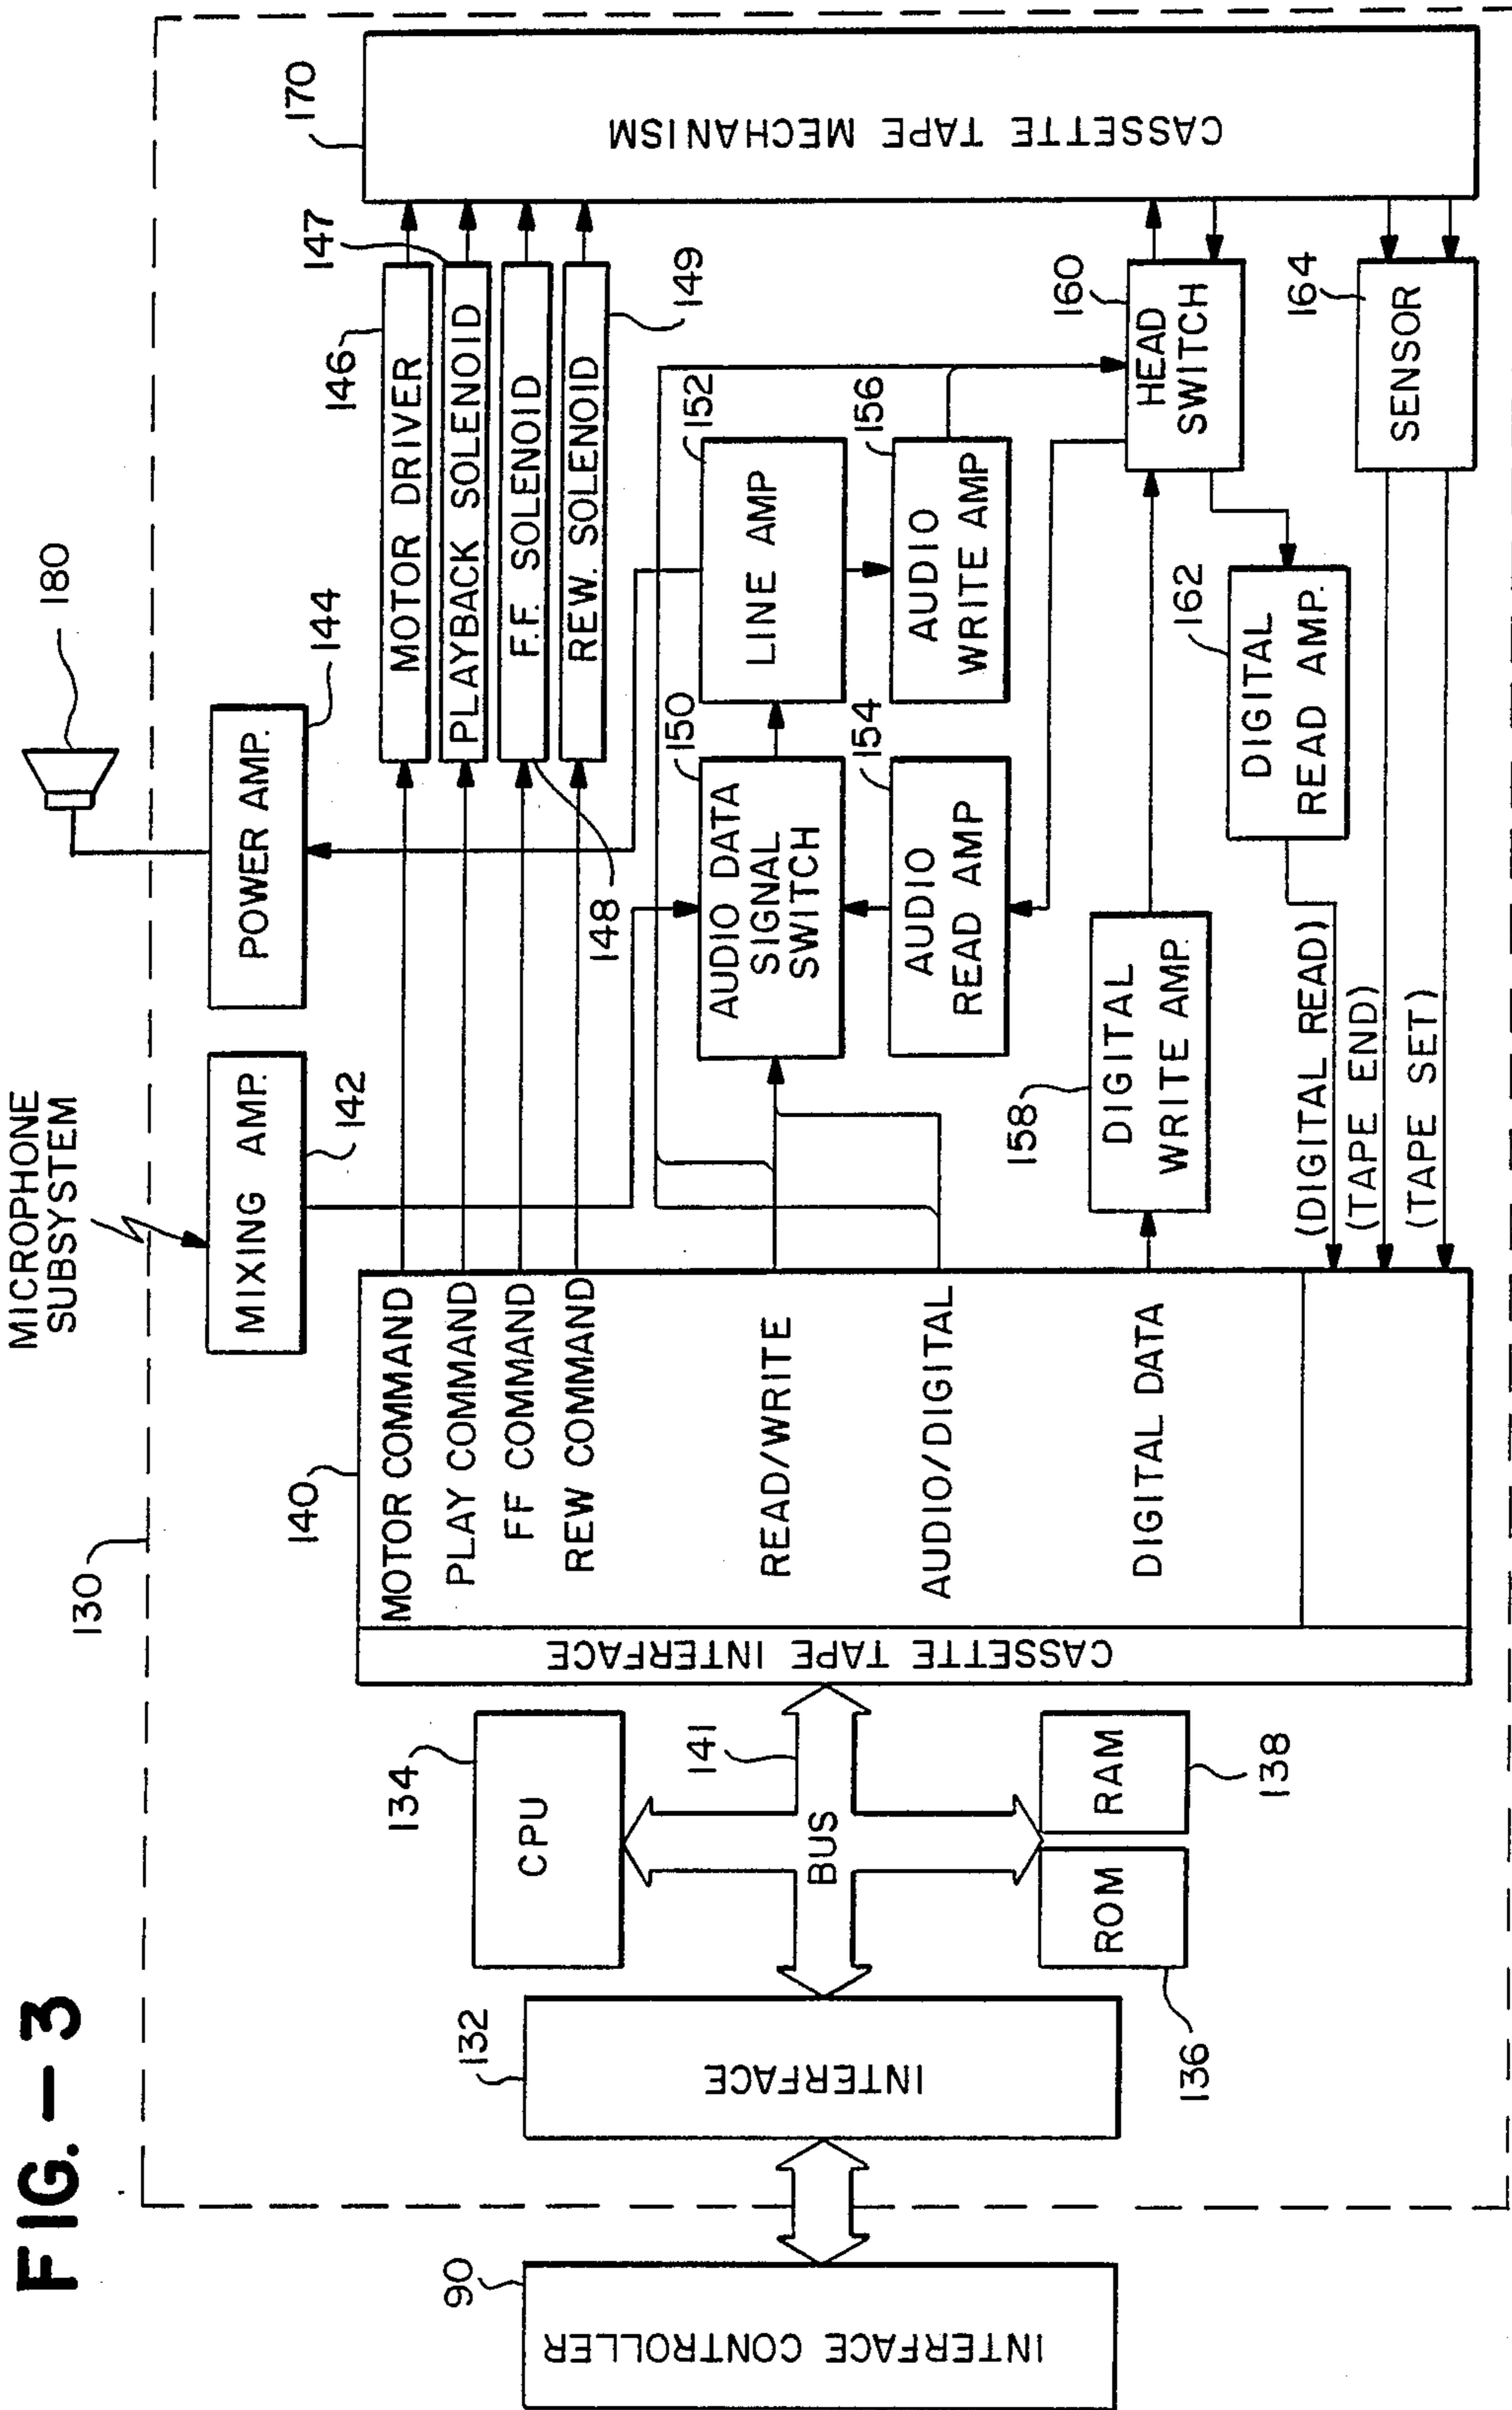 FIG.-3
MICROPHONE
SUBSYSTEM
180
130
MIXING AMP.
142
POWER AMP.
144
90
INTERFACE CONTROLLER
132
INTERFACE
134
CPU
141
BUS
ROM
136
RAM
138
140
CASSETTE TAPE INTERFACE
MOTOR COMMAND
PLAY COMMAND
FF COMMAND
REW COMMAND
READ/WRITE
AUDIO/DIGITAL
DIGITAL DATA
146
MOTOR DRIVER
147
PLAYBACK SOLENOID
F.F. SOLENOID
148
REW. SOLENOID
149
150
AUDIO DATA
SIGNAL
SWITCH
152
LINE AMP
154
AUDIO
READ AMP
156
AUDIO
WRITE AMP
158
DIGITAL
WRITE AMP.
160
HEAD
SWITCH
162
DIGITAL
READ AMP.
164
SENSOR
(DIGITAL READ)
(TAPE END)
(TAPE SET)
170
CASSETTE TAPE MECHANISM